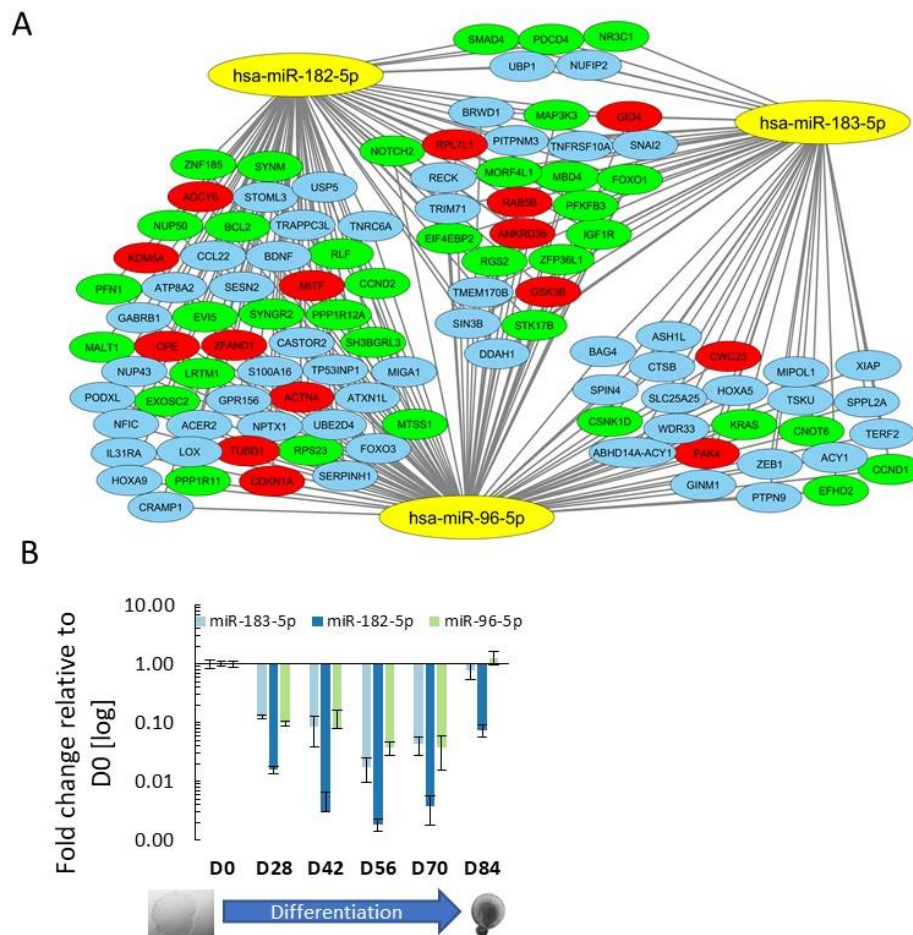 A
SMAD4 PDCD4 NR3C1
hsa-miR-182-5p UBP1 NUFIP2
BRWD1 MAP3K3 GID4 hsa-miR-183-5p
NOTCH2 RPL7L1 PITPNM3 TNFRSF10A SNAI2
ZNF185 SYNM RECK MORF4L1 MBD4 FOXO1
ADCY6 STOML3 USP5 TRIM71 RAB5B PFKFB3
NUP50 BCL2 TRAPPC3L TNRC6A EIF4EBP2 ANKRD36 IGF1R
KDM5A CCL22 BDNF RLF RGS2 ZFP36L1
PFN1 ATP8A2 SESN2 MITF CCND2 TMEM170B GSK3B
GABRB1 EVI5 SYNGR2 PPP1R12A SIN3B STK17B
MALT1 CPE ZFAND1 CASTOR2 SH3BGRL3 DDAH1 BAG4 ASH1L CWC25 MIPOL1 XIAP
NUP43 LRTM1 S100A16 TP53INP1 MIGA1 SPIN4 CTSB HOXA5
PODXL EXOSC2 GPR156 ACTN4 ATXN1L SLC25A25 TSKU SPPL2A
NFIC ACER2 NPTX1 UBE2D4 MTSS1 CSNK1D WDR33 KRAS CNOT6 TERF2
IL31RA LOX TUBD1 RPS23 FOXO3 ABHD14A-ACY1 PAK4 ZEB1 ACY1 CCND1
HOXA9 PPP1R11 CDKN1A SERPINH1 GINM1 PTPN9 EFHD2
CRAMP1 hsa-miR-96-5p
B
Fold change relative to
D0 [log]
miR-183-5p miR-182-5p miR-96-5p
10.00
1.00
0.10
0.01
0.00
D0 D28 D42 D56 D70 D84
Differentiation